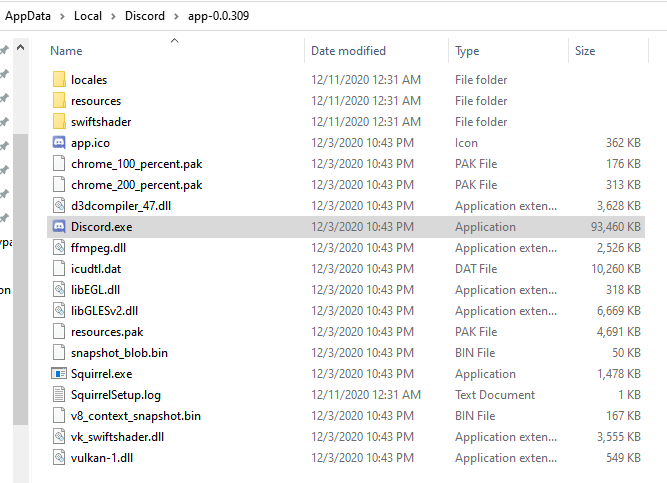 AppData > Local > Discord > app-0.0.309
Name Date modified Type Size
locales 12/11/2020 12:31 AM File folder
resources 12/11/2020 12:31 AM File folder
swiftshader 12/11/2020 12:31 AM File folder
app.ico 12/3/2020 10:43 PM Icon 362 KB
chrome_100_percent.pak 12/3/2020 10:43 PM PAK File 176 KB
chrome_200_percent.pak 12/3/2020 10:43 PM PAK File 313 KB
d3dcompiler_47.dll 12/3/2020 10:43 PM Application exten... 3,628 KB
Discord.exe 12/3/2020 10:43 PM Application 93,460 KB
ffmpeg.dll 12/3/2020 10:43 PM Application exten... 2,526 KB
icudtl.dat 12/3/2020 10:43 PM DAT File 10,260 KB
libEGL.dll 12/3/2020 10:43 PM Application exten... 318 KB
libGLESv2.dll 12/3/2020 10:43 PM Application exten... 6,669 KB
resources.pak 12/3/2020 10:43 PM PAK File 4,691 KB
snapshot_blob.bin 12/3/2020 10:43 PM BIN File 50 KB
Squirrel.exe 12/3/2020 10:43 PM Application 1,478 KB
SquirrelSetup.log 12/11/2020 12:31 AM Text Document 1 KB
v8_context_snapshot.bin 12/3/2020 10:43 PM BIN File 167 KB
vk_swiftshader.dll 12/3/2020 10:43 PM Application exten... 3,555 KB
vulkan-1.dll 12/3/2020 10:43 PM Application exten... 549 KB